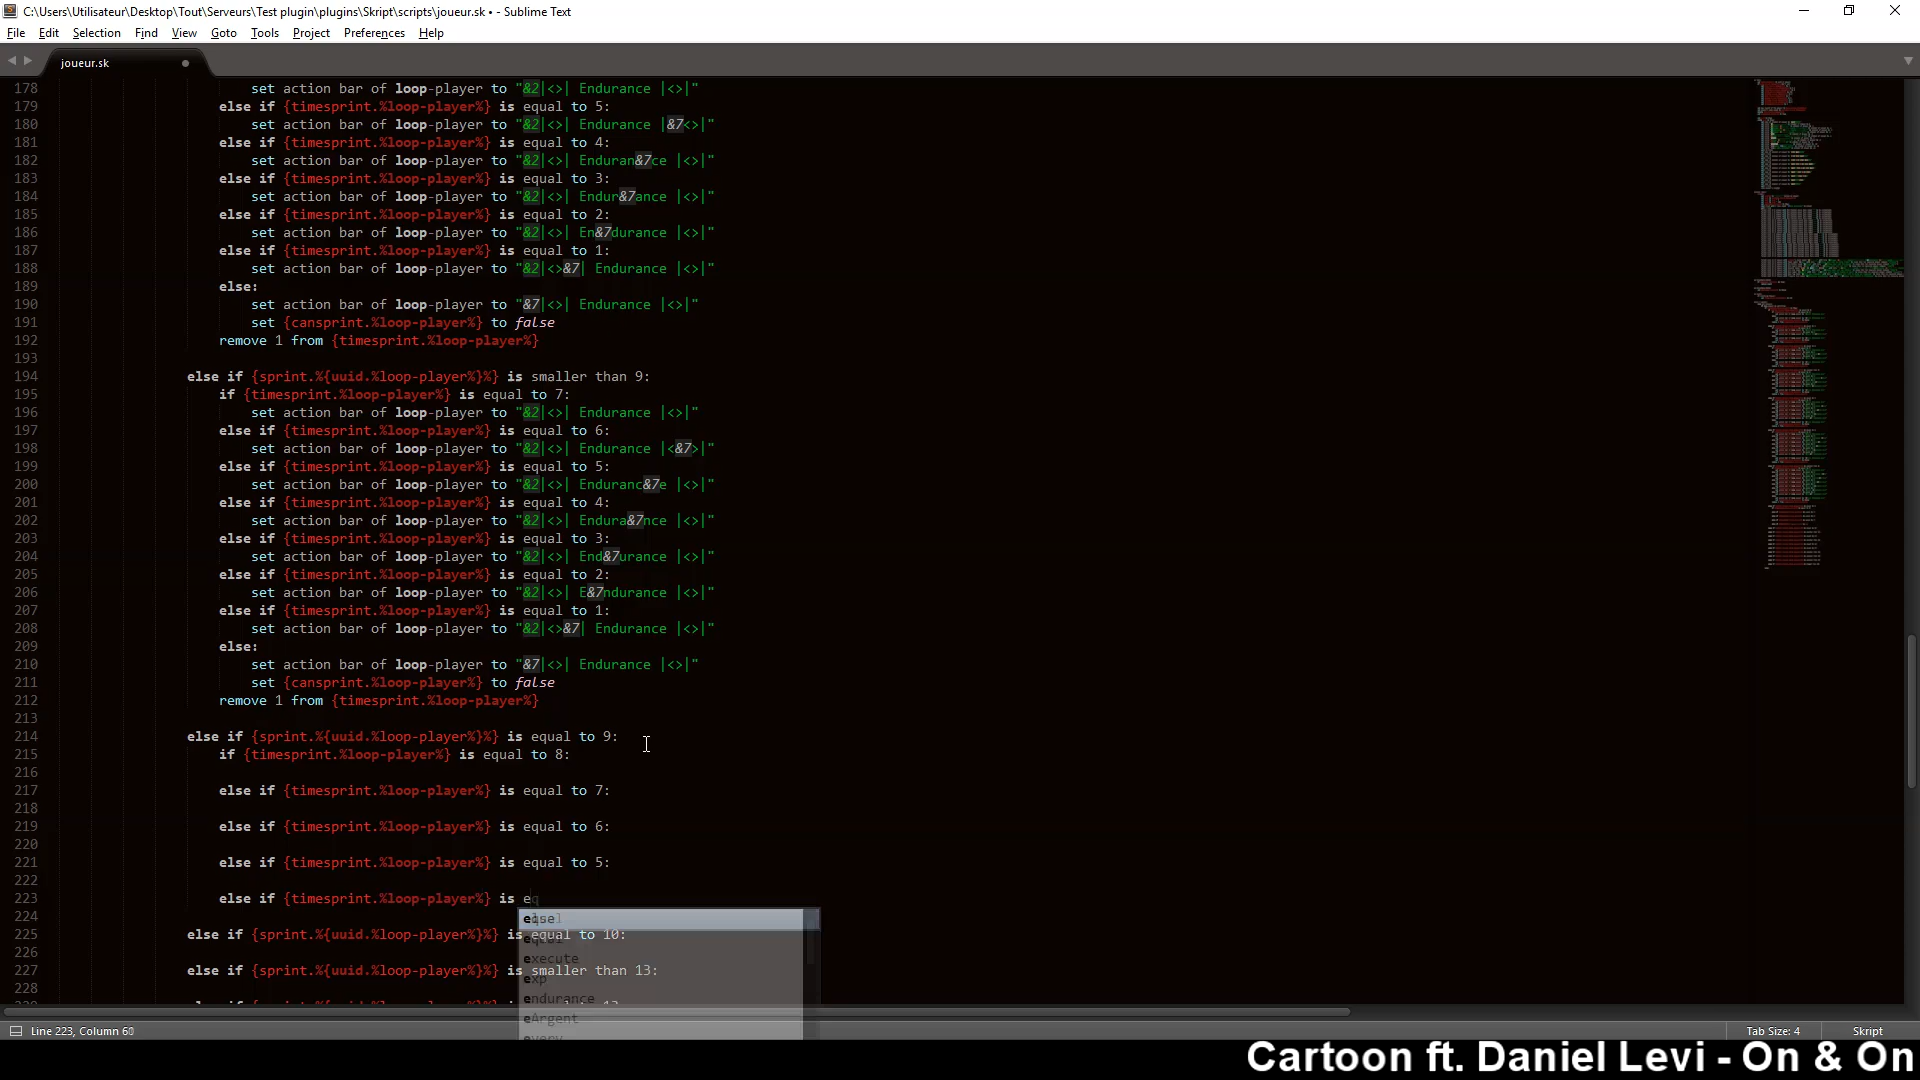 C:\Users\Utilisateur\Desktop\Tout\Serveurs\Test plugin\plugins\Skript\scripts\joueur.sk • - Sublime Text
File Edit Selection Find View Goto Tools Project Preferences Help
joueur.sk
178 set action bar of loop-player to "&2|<>| Endurance |<>|"
179 else if {timesprint.%loop-player%} is equal to 5:
180 set action bar of loop-player to "&2|<>| Endurance |&7<>|"
181 else if {timesprint.%loop-player%} is equal to 4:
182 set action bar of loop-player to "&2|<>| Enduran&7ce |<>|"
183 else if {timesprint.%loop-player%} is equal to 3:
184 set action bar of loop-player to "&2|<>| Endur&7ance |<>|"
185 else if {timesprint.%loop-player%} is equal to 2:
186 set action bar of loop-player to "&2|<>| En&7durance |<>|"
187 else if {timesprint.%loop-player%} is equal to 1:
188 set action bar of loop-player to "&2|<>&7| Endurance |<>|"
189 else:
190 set action bar of loop-player to "&7|<>| Endurance |<>|"
191 set {cansprint.%loop-player%} to false
192 remove 1 from {timesprint.%loop-player%}
193
194 else if {sprint.%{uuid.%loop-player%}%} is smaller than 9:
195 if {timesprint.%loop-player%} is equal to 7:
196 set action bar of loop-player to "&2|<>| Endurance |<>|"
197 else if {timesprint.%loop-player%} is equal to 6:
198 set action bar of loop-player to "&2|<>| Endurance |<&7>|"
199 else if {timesprint.%loop-player%} is equal to 5:
200 set action bar of loop-player to "&2|<>| Enduranc&7e |<>|"
201 else if {timesprint.%loop-player%} is equal to 4:
202 set action bar of loop-player to "&2|<>| Endura&7nce |<>|"
203 else if {timesprint.%loop-player%} is equal to 3:
204 set action bar of loop-player to "&2|<>| End&7urance |<>|"
205 else if {timesprint.%loop-player%} is equal to 2:
206 set action bar of loop-player to "&2|<>| E&7ndurance |<>|"
207 else if {timesprint.%loop-player%} is equal to 1:
208 set action bar of loop-player to "&2|<>&7| Endurance |<>|"
209 else:
210 set action bar of loop-player to "&7|<>| Endurance |<>|"
211 set {cansprint.%loop-player%} to false
212 remove 1 from {timesprint.%loop-player%}
213
214 else if {sprint.%{uuid.%loop-player%}%} is equal to 9:
215 if {timesprint.%loop-player%} is equal to 8:
216
217 else if {timesprint.%loop-player%} is equal to 7:
218
219 else if {timesprint.%loop-player%} is equal to 6:
220
221 else if {timesprint.%loop-player%} is equal to 5:
222
223 else if {timesprint.%loop-player%} is eq
224 else
225 else if {sprint.%{uuid.%loop-player%}%} is equal to 10:
226 execute
227 else if {sprint.%{uuid.%loop-player%}%} is smaller than 13:
exp
228 endurance
eArgent
every
Line 223, Column 60
Tab Size: 4
Skript
Cartoon ft. Daniel Levi - On & On